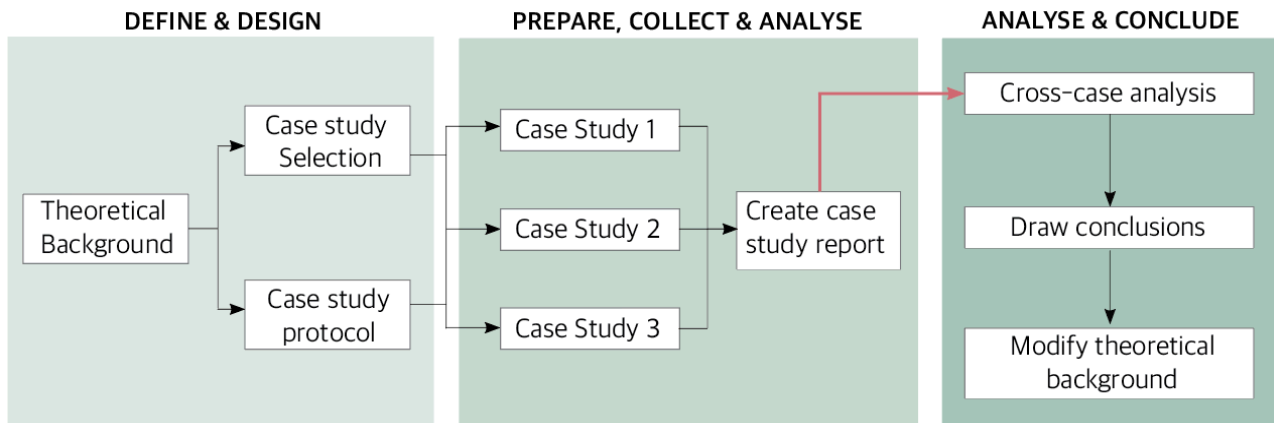 DEFINE & DESIGN
Theoretical
Background
Case study
Selection
Case study
protocol
PREPARE, COLLECT & ANALYSE
Case Study 1
Case Study 2
Case Study 3
Create case
study report
ANALYSE & CONCLUDE
Cross-case analysis
Draw conclusions
Modify theoretical
background